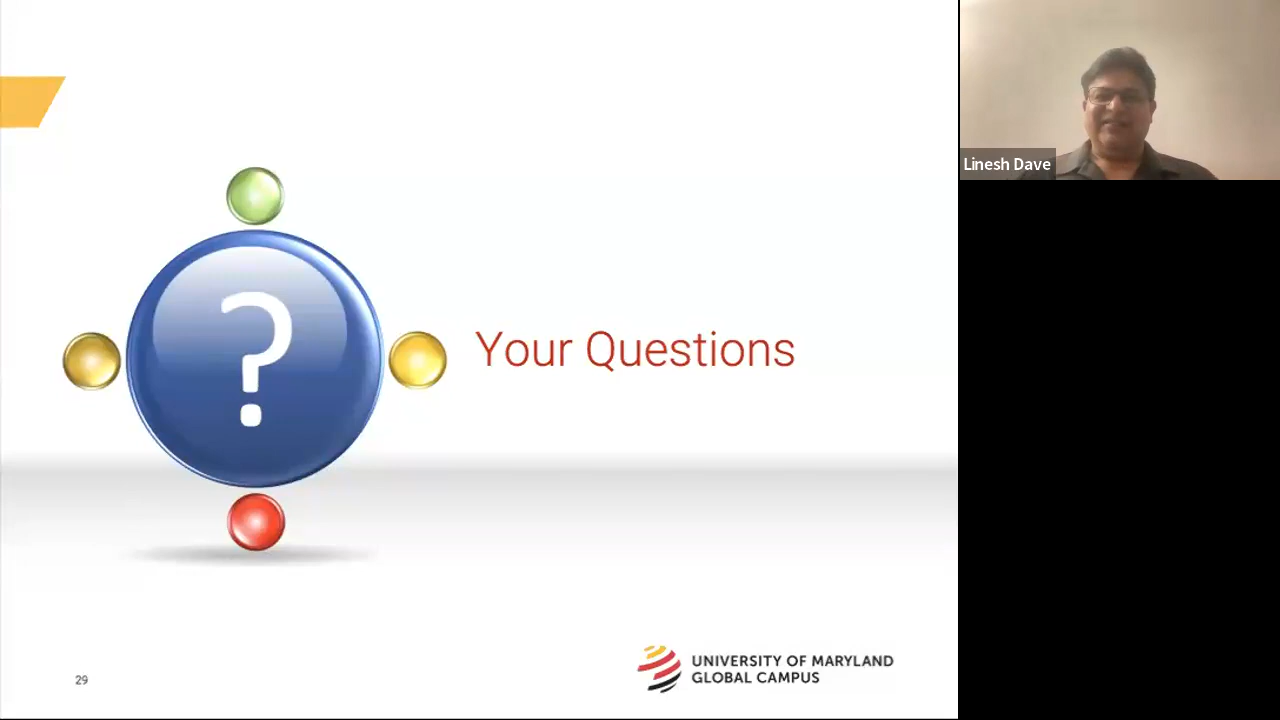 Linesh Dave
?
Your Questions
29
UNIVERSITY OF MARYLAND
GLOBAL CAMPUS